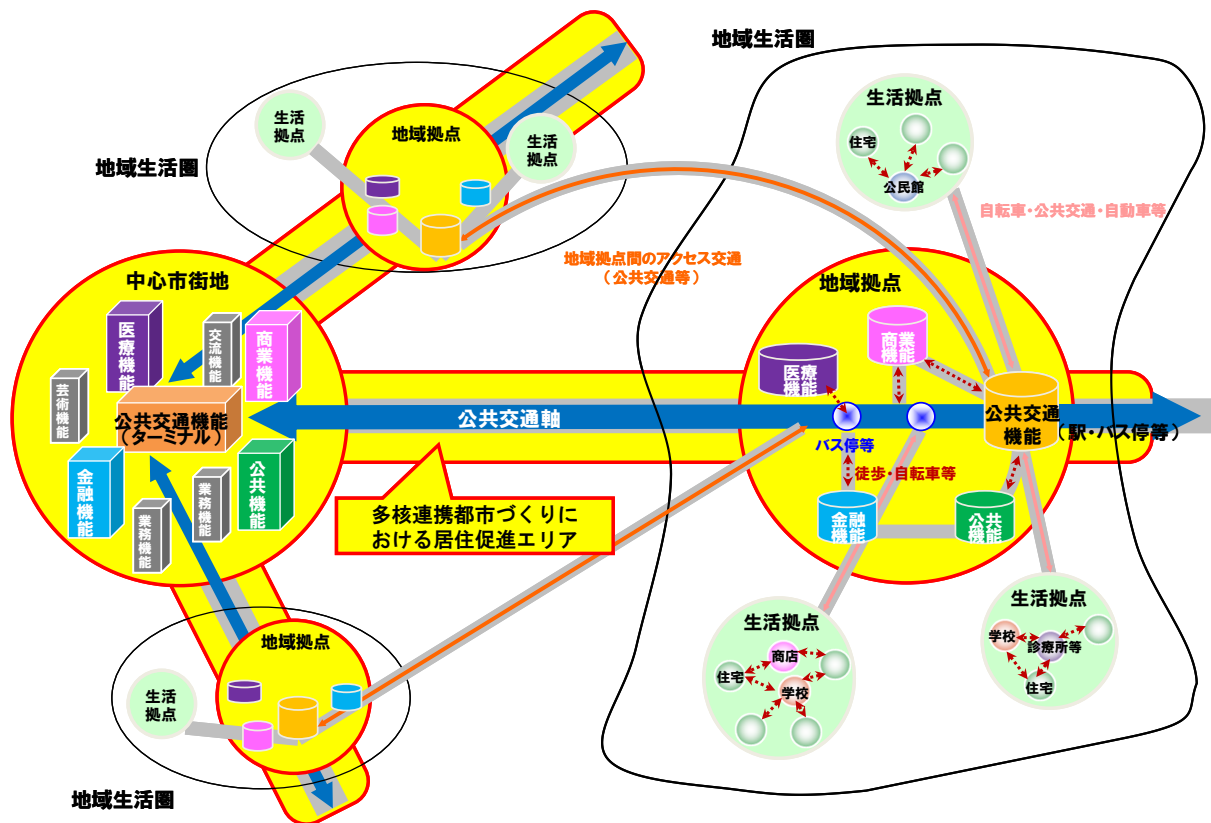 地域生活圏
生活拠点
住宅
公民館
自転車・公共交通・自動車等
生活
拠点
地域拠点
生活
拠点
地域生活圏
地域拠点間のアクセス交通
（公共交通等）
中心市街地
医療機能
交流機能
商業機能
芸術機能
公共交通機能
（ターミナル）
金融機能
業務機能
業務機能
公共機能
公共交通軸
地域拠点
商業
機能
医療
機能
バス停等
公共交通
機能
（駅・バス停等）
徒歩・自転車等
金融
機能
公共
機能
多核連携都市づくりに
おける居住促進エリア
生活拠点
商店
住宅
学校
生活拠点
学校
診療所等
住宅
地域拠点
生活
拠点
地域生活圏